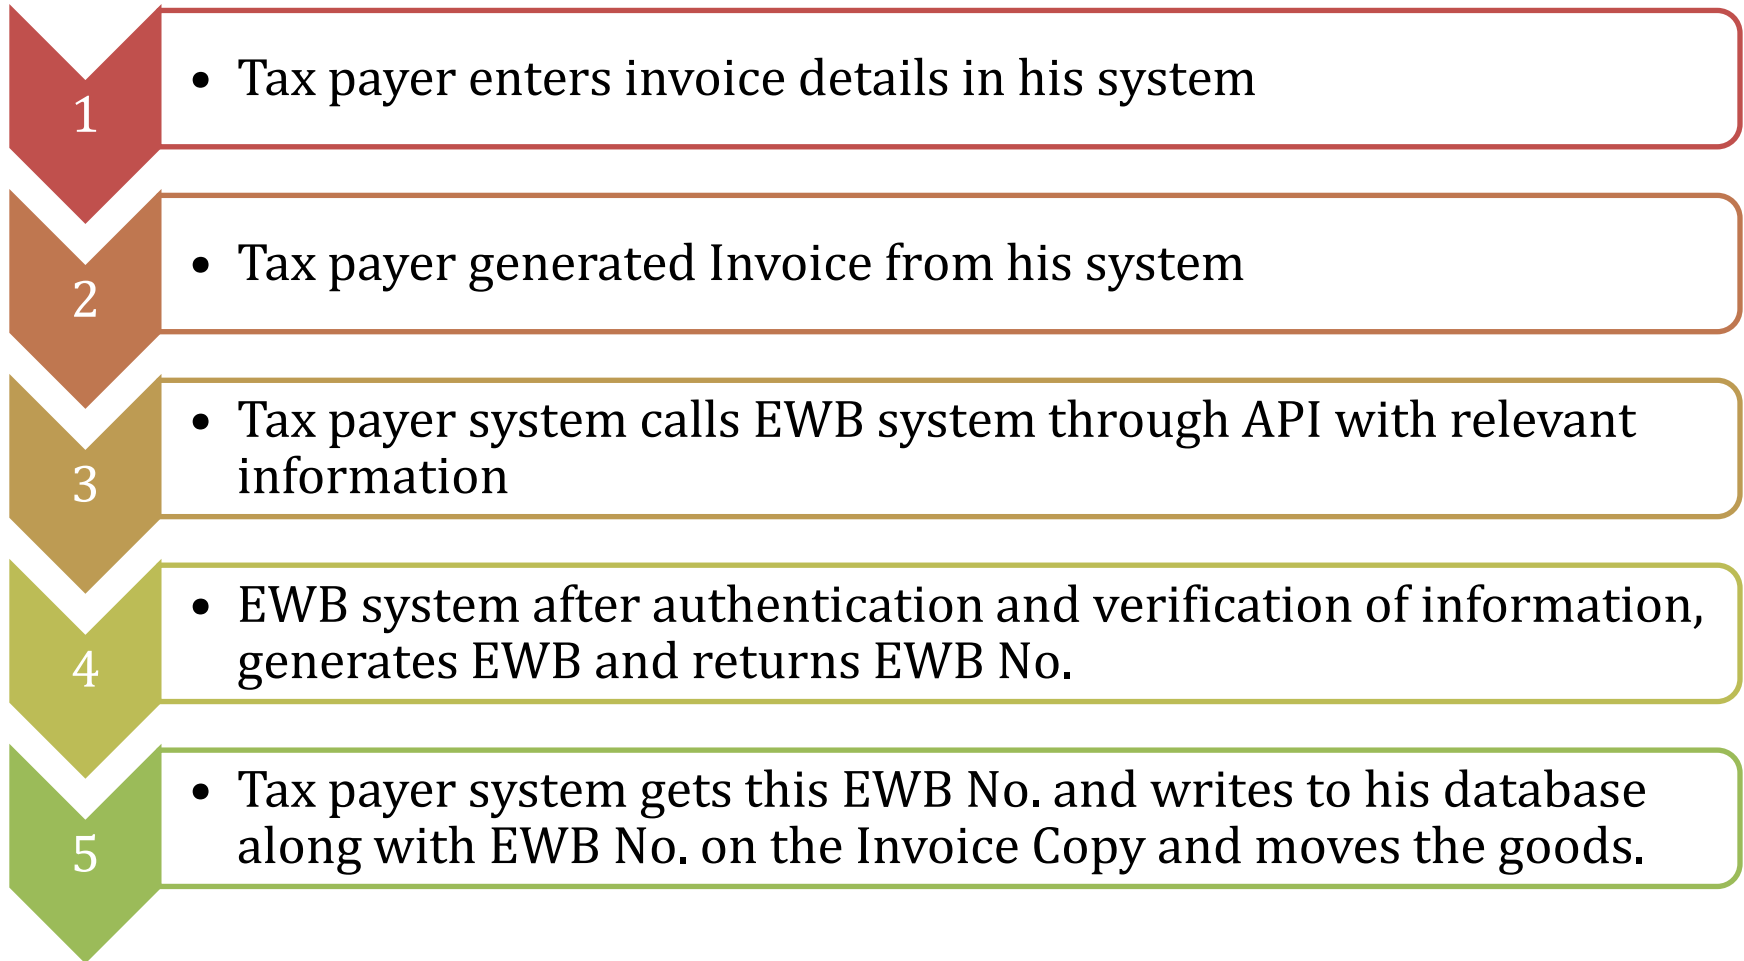 1
• Tax payer enters invoice details in his system
2
• Tax payer generated Invoice from his system
3
• Tax payer system calls EWB system through API with relevant
information
4
• EWB system after authentication and verification of information,
generates EWB and returns EWB No.
5
• Tax payer system gets this EWB No. and writes to his database
along with EWB No. on the Invoice Copy and moves the goods.